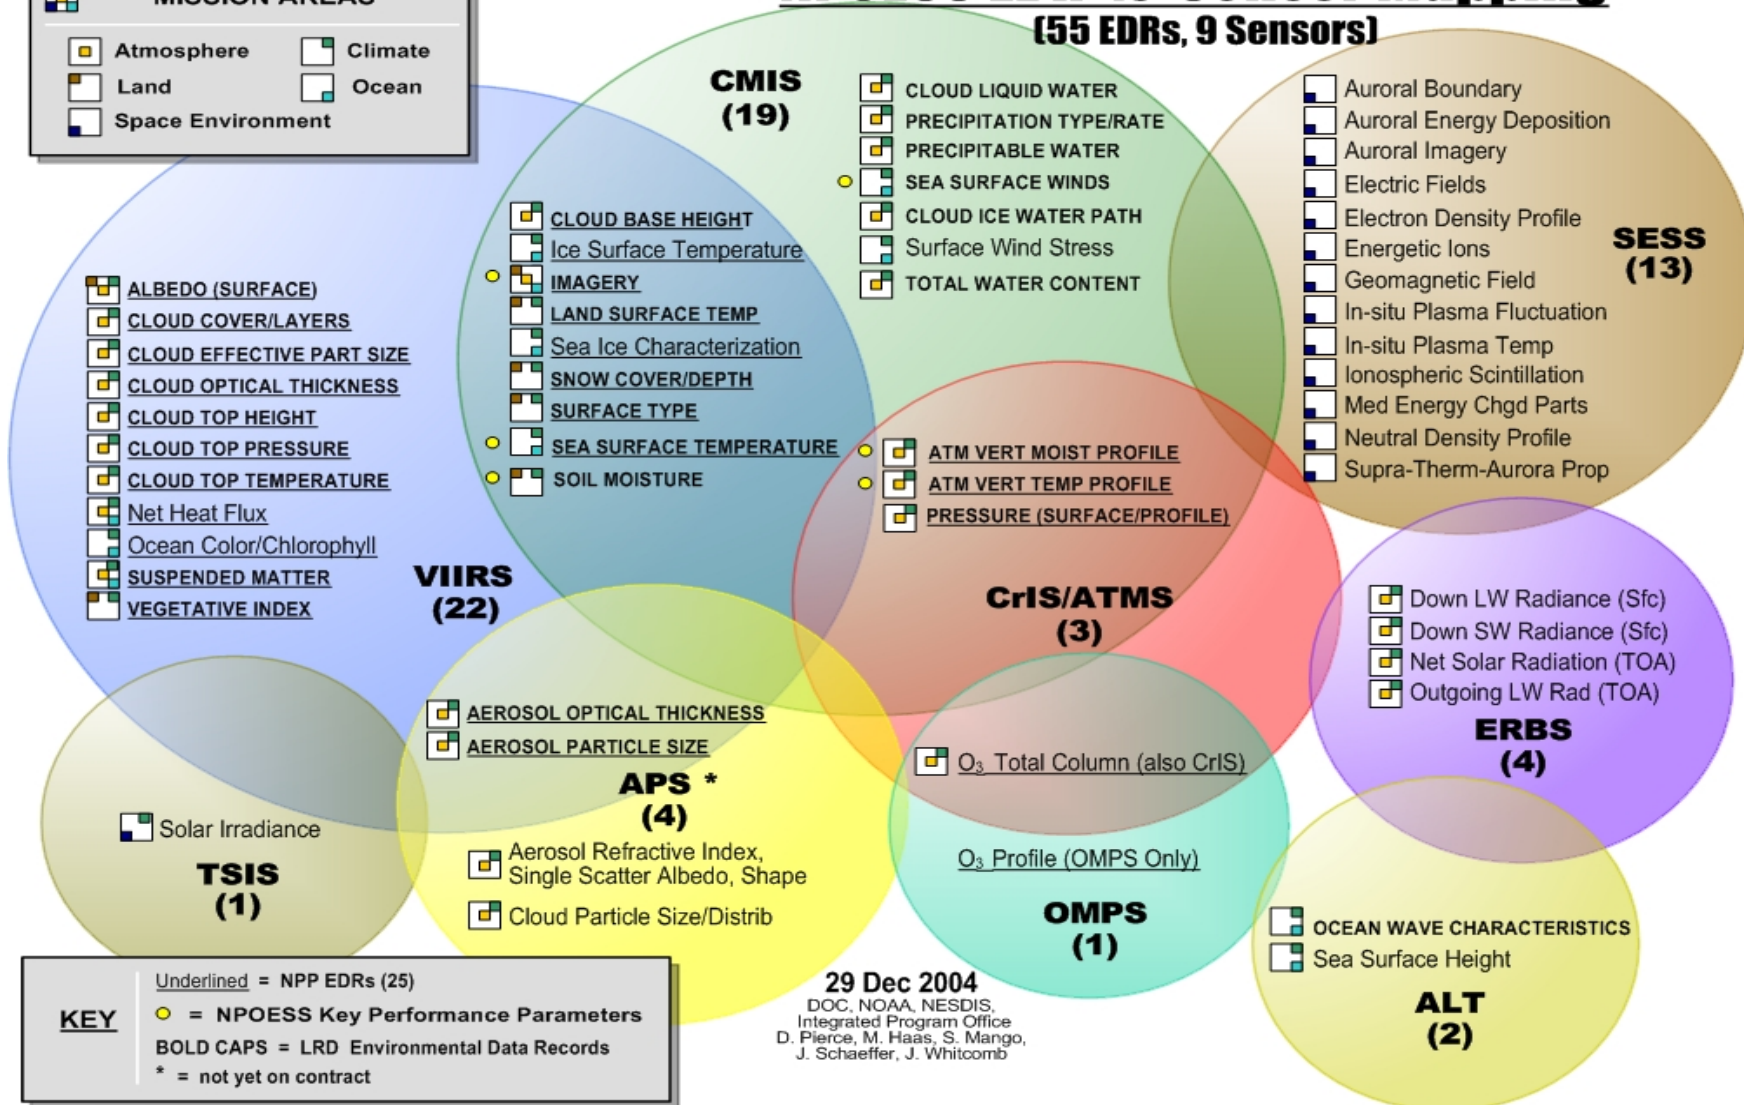 MISSION AREAS
Atmosphere
Climate
Land
Ocean
Space Environment
(55 EDRs, 9 Sensors)
CMIS
(19)
CLOUD LIQUID WATER
PRECIPITATION TYPE/RATE
PRECIPITABLE WATER
SEA SURFACE WINDS
CLOUD ICE WATER PATH
Surface Wind Stress
TOTAL WATER CONTENT
Auroral Boundary
Auroral Energy Deposition
Auroral Imagery
Electric Fields
Electron Density Profile
Energetic Ions
Geomagnetic Field
In-situ Plasma Fluctuation
In-situ Plasma Temp
Ionospheric Scintillation
Med Energy Chgd Parts
Neutral Density Profile
Supra-Therm-Aurora Prop
SESS
(13)
CLOUD BASE HEIGHT
Ice Surface Temperature
IMAGERY
LAND SURFACE TEMP
Sea Ice Characterization
SNOW COVER/DEPTH
SURFACE TYPE
SEA SURFACE TEMPERATURE
SOIL MOISTURE
ALBEDO (SURFACE)
CLOUD COVER/LAYERS
CLOUD EFFECTIVE PART SIZE
CLOUD OPTICAL THICKNESS
CLOUD TOP HEIGHT
CLOUD TOP PRESSURE
CLOUD TOP TEMPERATURE
Net Heat Flux
Ocean Color/Chlorophyll
SUSPENDED MATTER
VEGETATIVE INDEX
VIIRS
(22)
ATM VERT MOIST PROFILE
ATM VERT TEMP PROFILE
PRESSURE (SURFACE/PROFILE)
CrIS/ATMS
(3)
Down LW Radiance (Sfc)
Down SW Radiance (Sfc)
Net Solar Radiation (TOA)
Outgoing LW Rad (TOA)
ERBS
(4)
AEROSOL OPTICAL THICKNESS
AEROSOL PARTICLE SIZE
APS *
(4)
Aerosol Refractive Index,
Single Scatter Albedo, Shape
Cloud Particle Size/Distrib
Solar Irradiance
TSIS
(1)
O3 Total Column (also CrIS)
O3 Profile (OMPS Only)
OMPS
(1)
OCEAN WAVE CHARACTERISTICS
Sea Surface Height
ALT
(2)
KEY
Underlined = NPP EDRs (25)
= NPOESS Key Performance Parameters
BOLD CAPS = LRD Environmental Data Records
* = not yet on contract
29 Dec 2004
DOC, NOAA, NESDIS,
Integrated Program Office
D. Pierce, M. Haas, S. Mango,
J. Schaeffer, J. Whitcomb